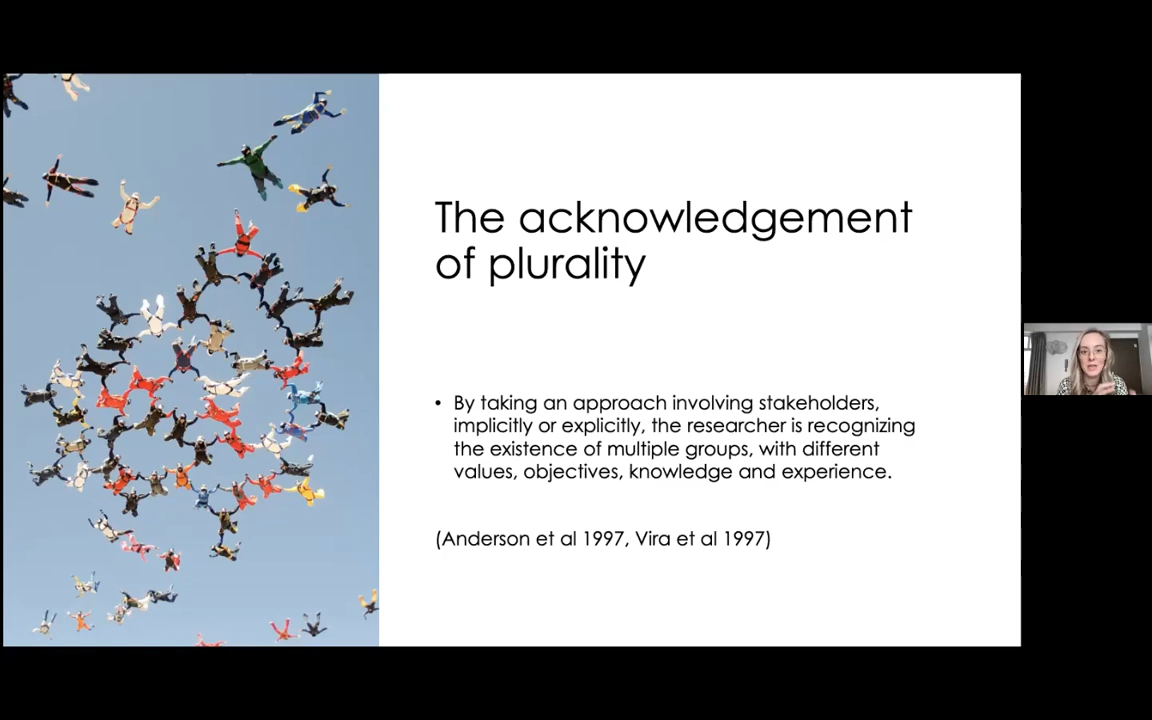 The acknowledgement
of plurality
• By taking an approach involving stakeholders,
implicitly or explicitly, the researcher is recognizing
the existence of multiple groups, with different
values, objectives, knowledge and experience.
(Anderson et al 1997, Vira et al 1997)